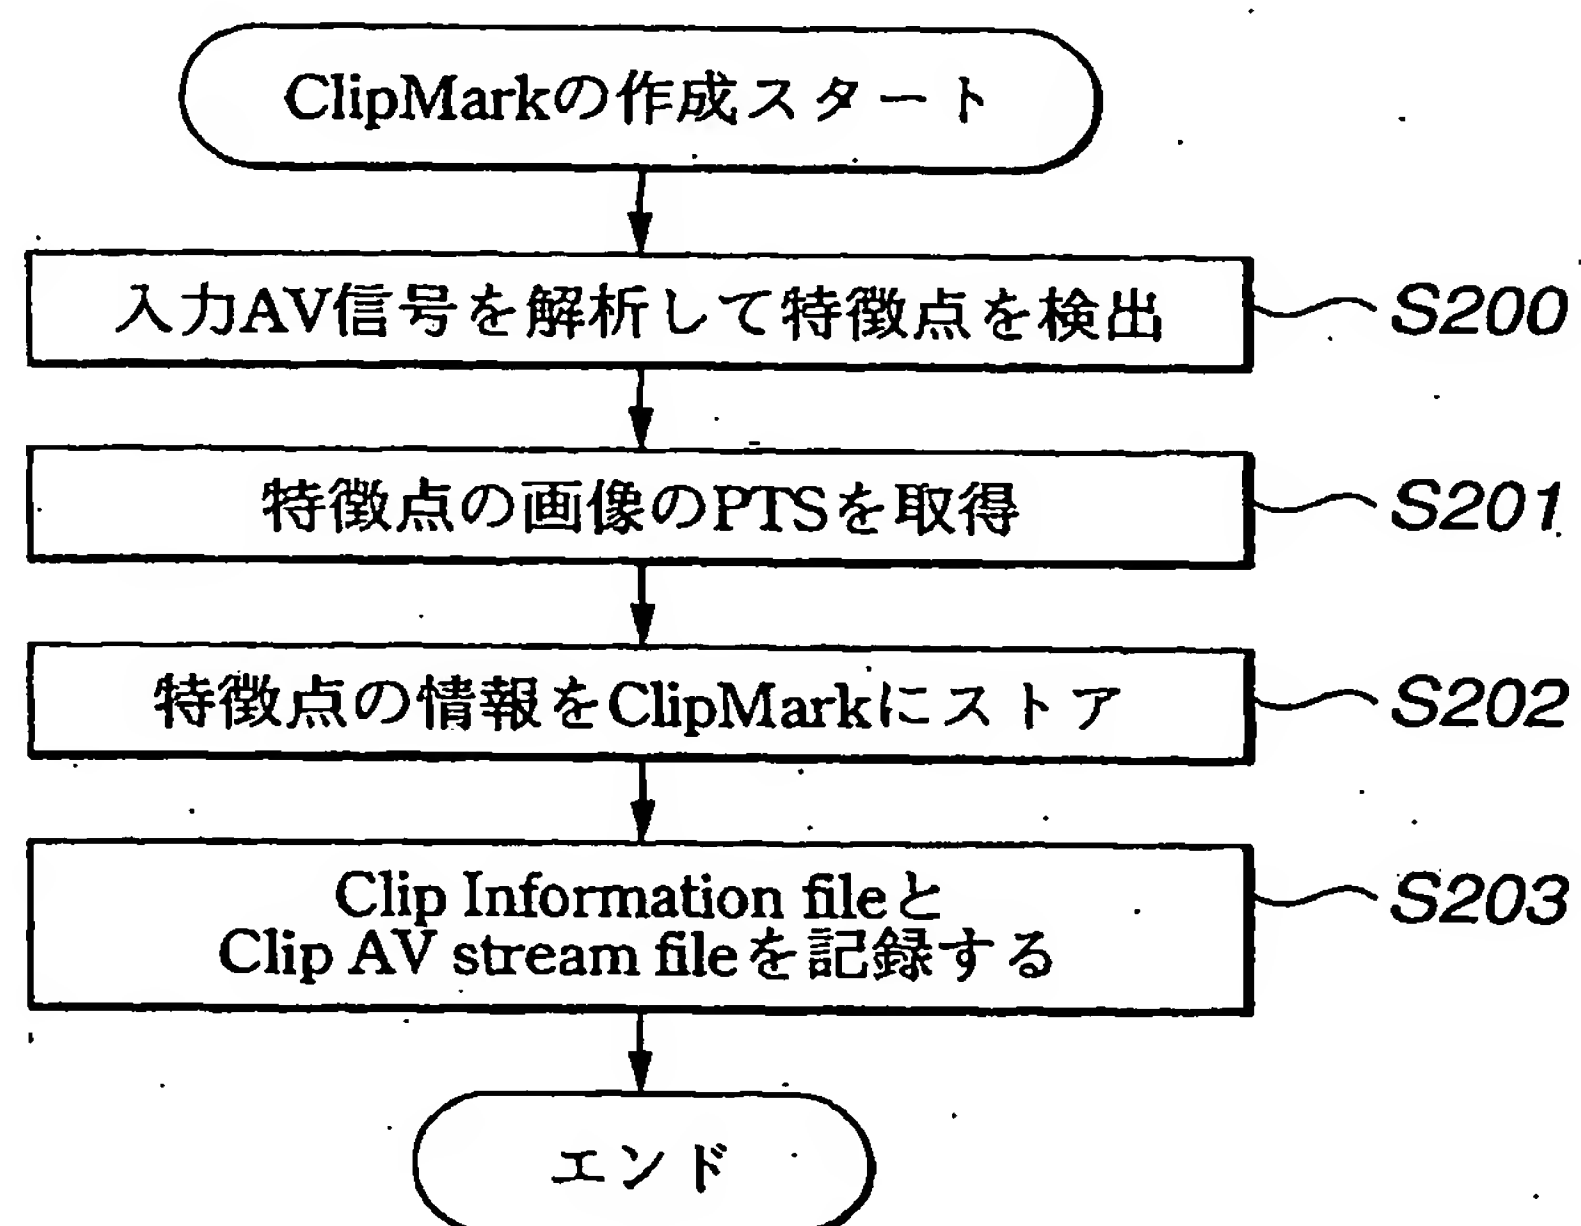 ClipMarkの作成スタート
入力AV信号を解析して特徴点を検出
S200
特徴点の画像のPTSを取得
S201
特徴点の情報をClipMarkにストア
S202
Clip Information fileと
Clip AV stream fileを記録する
S203
エンド